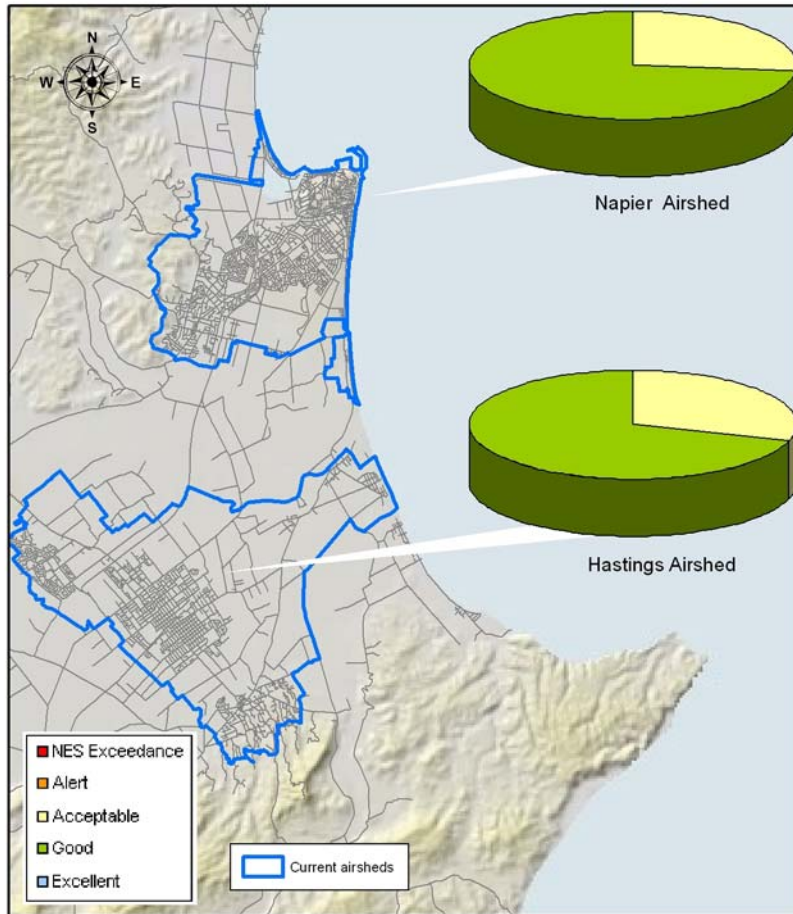 N
W E
S
Napier Airshed
Hastings Airshed
NES Exceedance
Alert
Acceptable
Good
Excellent
Current airsheds